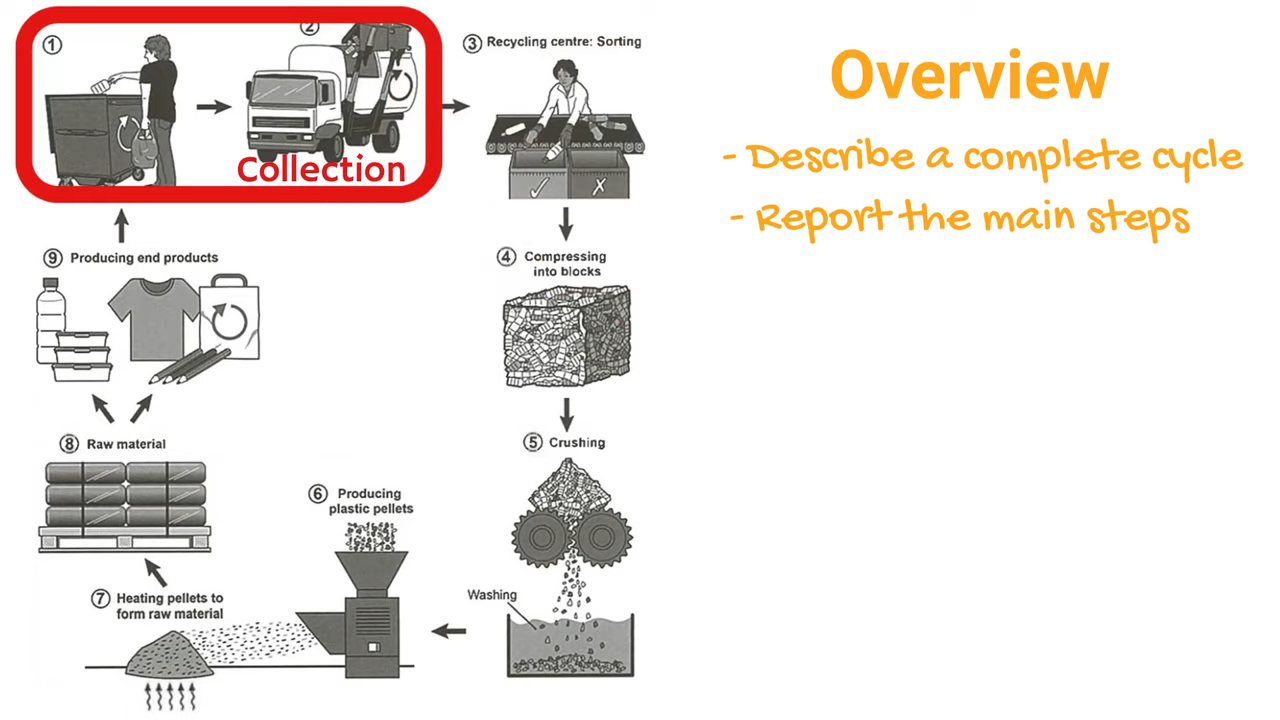 ①
②
Collection
③ Recycling centre: Sorting
④ Compressing
into blocks
⑤ Crushing
Washing
⑥ Producing
plastic pellets
⑦ Heating pellets to
form raw material
⑧ Raw material
⑨ Producing end products
Overview
- Describe a complete cycle
- Report the main steps